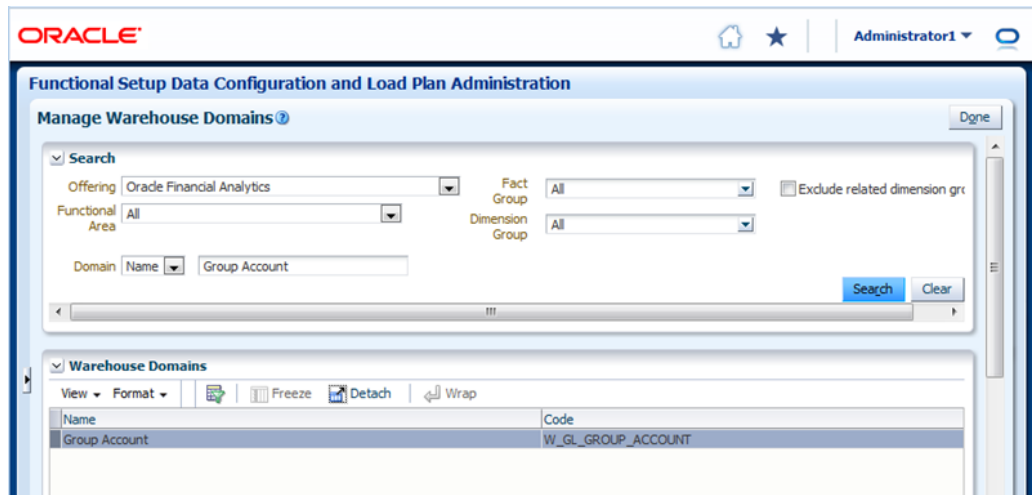 ORACLE
Administrator1
Functional Setup Data Configuration and Load Plan Administration
Manage Warehouse Domains
Done
Search
Offering Oracle Financial Analytics
Functional Area All
Fact Group All
Dimension Group All
Exclude related dimension gro
Domain Name Group Account
Search Clear
Warehouse Domains
View Format Freeze Detach Wrap
Name Code
Group Account W_GL_GROUP_ACCOUNT